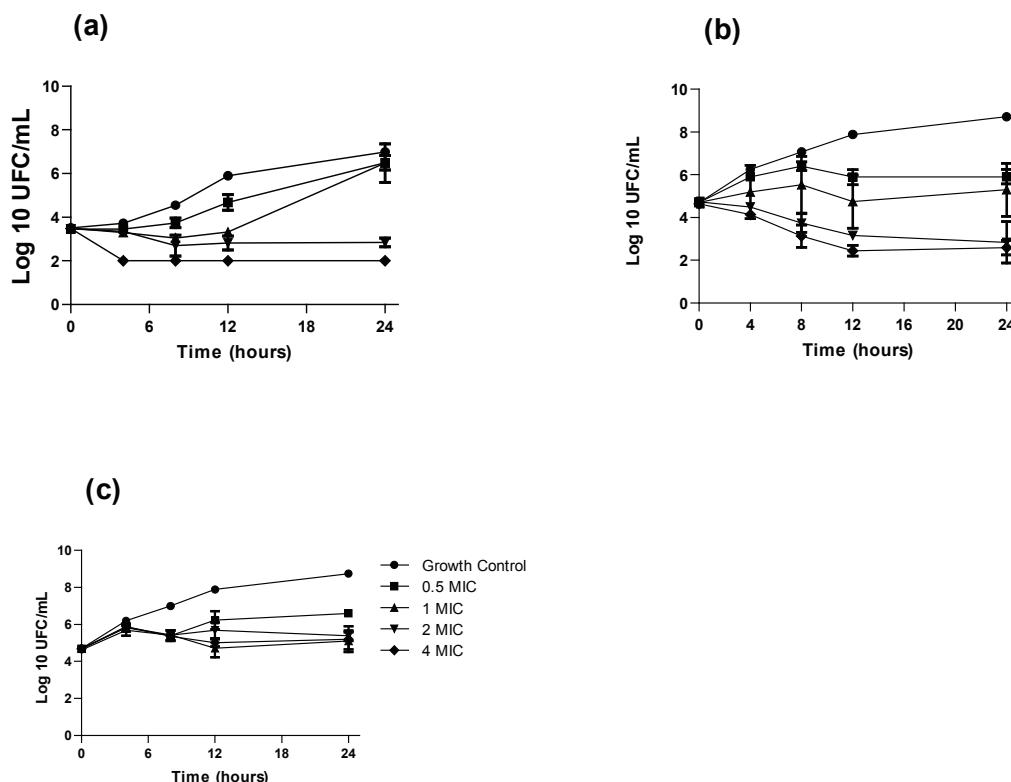 (a)
Log 10 UFC/mL
10
8
6
4
2
0
0 6 12 18 24
Time (hours)
(b)
Log 10 UFC/mL
10
8
6
4
2
0
0 4 8 12 16 20 24
Time (hours)
(c)
Log 10 UFC/mL
10
8
6
4
2
0
0 6 12 18 24
Time (hours)
Growth Control
0.5 MIC
1 MIC
2 MIC
4 MIC